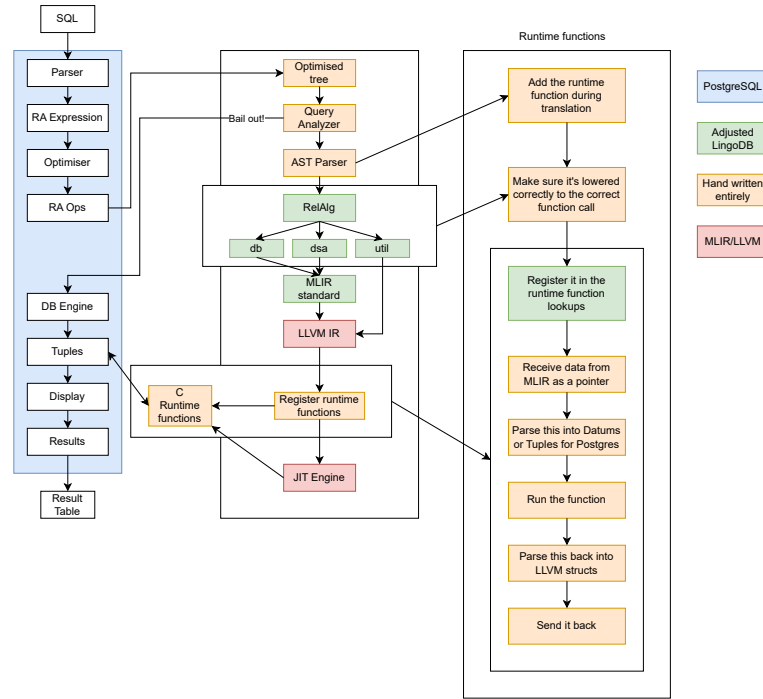 SQL
Parser
RA Expression
Optimiser
RA Ops
DB Engine
Tuples
Display
Results
Result
Table
Optimised
tree
Query
Analyzer
Bail out!
AST Parser
RelAlg
db
dsa
util
MLIR
standard
LLVM IR
C
Runtime
functions
Register runtime
functions
JIT Engine
Runtime functions
Add the runtime
function during
translation
Make sure it's lowered
correctly to the correct
function call
Register it in the
runtime function
lookups
Receive data from
MLIR as a pointer
Parse this into Datums
or Tuples for Postgres
Run the function
Parse this back into
LLVM structs
Send it back
PostgreSQL
Adjusted
LingoDB
Hand written
entirely
MLIR/LLVM